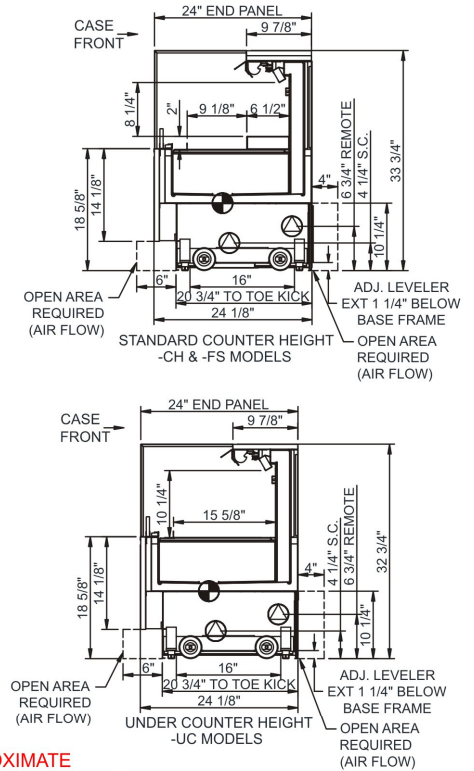 24" END PANEL
CASE
FRONT
9 7/8"
8 1/4"
2"
9 1/8"
6 1/2"
6 3/4" REMOTE
4 1/4" S.C.
33 3/4"
4"
18 5/8"
14 1/8"
10 1/4"
6"
16"
20 3/4" TO TOE KICK
24 1/8"
OPEN AREA
REQUIRED
(AIR FLOW)
ADJ. LEVELER
EXT 1 1/4" BELOW
BASE FRAME
OPEN AREA
REQUIRED
(AIR FLOW)
STANDARD COUNTER HEIGHT
-CH & -FS MODELS
24" END PANEL
CASE
FRONT
9 7/8"
10 1/4"
15 5/8"
4 1/4" S.C.
6 3/4" REMOTE
32 3/4"
4"
18 5/8"
14 1/8"
10 1/4"
6"
16"
20 3/4" TO TOE KICK
24 1/8"
OPEN AREA
REQUIRED
(AIR FLOW)
ADJ. LEVELER
EXT 1 1/4" BELOW
BASE FRAME
OPEN AREA
REQUIRED
(AIR FLOW)
UNDER COUNTER HEIGHT
-UC MODELS
OXIMATE